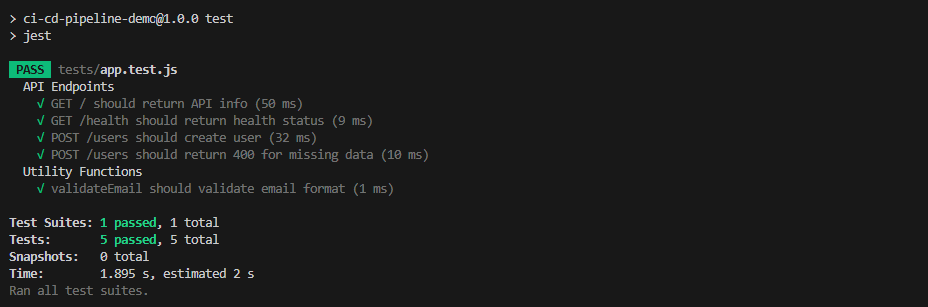 > ci-cd-pipeline-demo@1.0.0 test
> jest
PASS tests/app.test.js
API Endpoints
√ GET / should return API info (50 ms)
√ GET /health should return health status (9 ms)
√ POST /users should create user (32 ms)
√ POST /users should return 400 for missing data (10 ms)
Utility Functions
√ validateEmail should validate email format (1 ms)
Test Suites: 1 passed, 1 total
Tests: 5 passed, 5 total
Snapshots: 0 total
Time: 1.895 s, estimated 2 s
Ran all test suites.